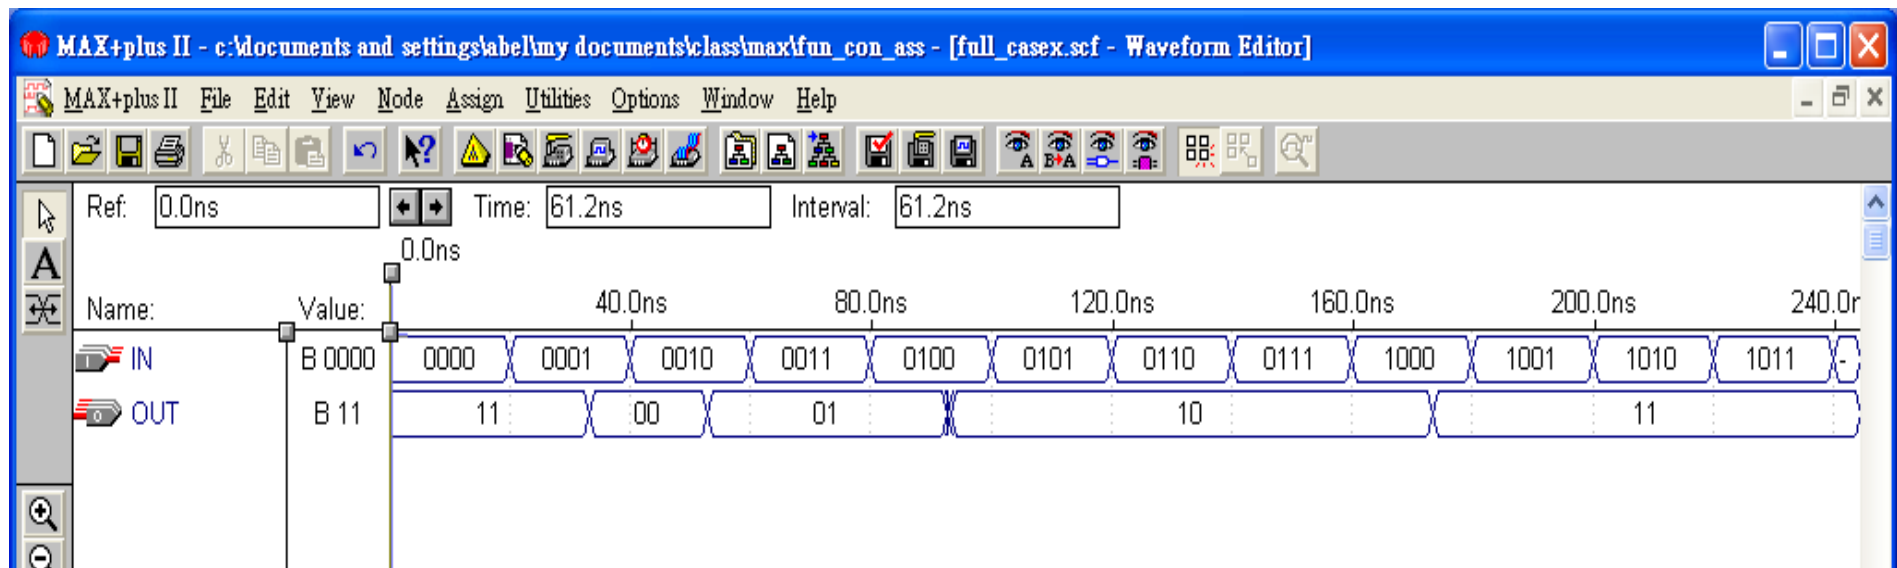 MAX+plus II - c:\documents and settings\abel\my documents\class\max\fun_con_ass - [full_casex.scf - Waveform Editor]
MAX+plus II File Edit View Node Assign Utilities Options Window Help
Ref: 0.0ns Time: 61.2ns Interval: 61.2ns
0.0ns
Name: Value: 40.0ns 80.0ns 120.0ns 160.0ns 200.0ns 240.0r
IN B 0000 0000 0001 0010 0011 0100 0101 0110 0111 1000 1001 1010 1011 -
OUT B 11 11 00 01 10 11